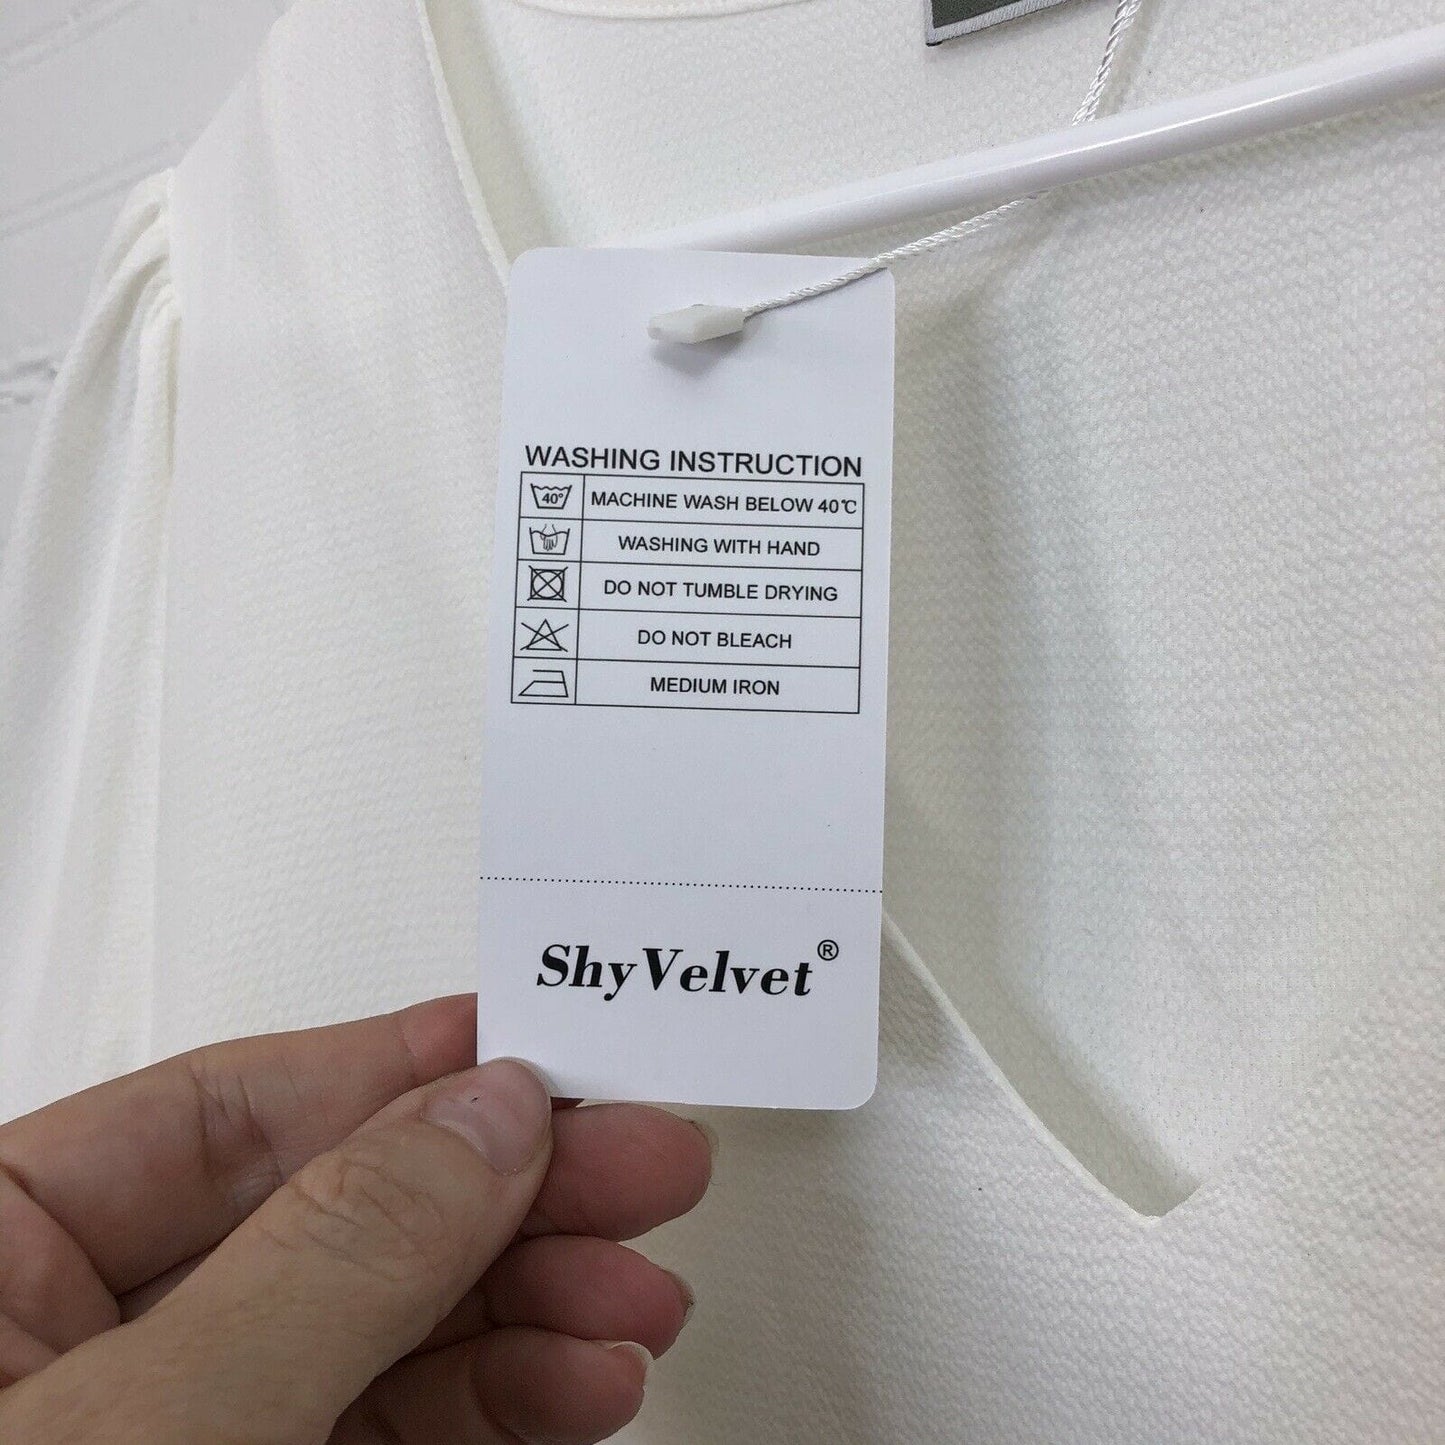 WASHING INSTRUCTION
40° MACHINE WASH BELOW 40℃
WASHING WITH HAND
DO NOT TUMBLE DRYING
DO NOT BLEACH
MEDIUM IRON
ShyVelvet®